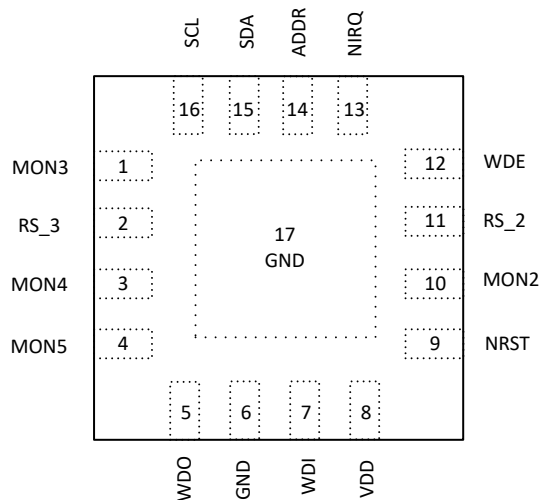 SCL SDA ADDR NIRQ
16 15 14 13
MON3 1 12 WDE
RS_3 2 11 RS_2
17
GND
MON4 3 10 MON2
MON5 4 9 NRST
5 6 7 8
WDO GND WDI VDD